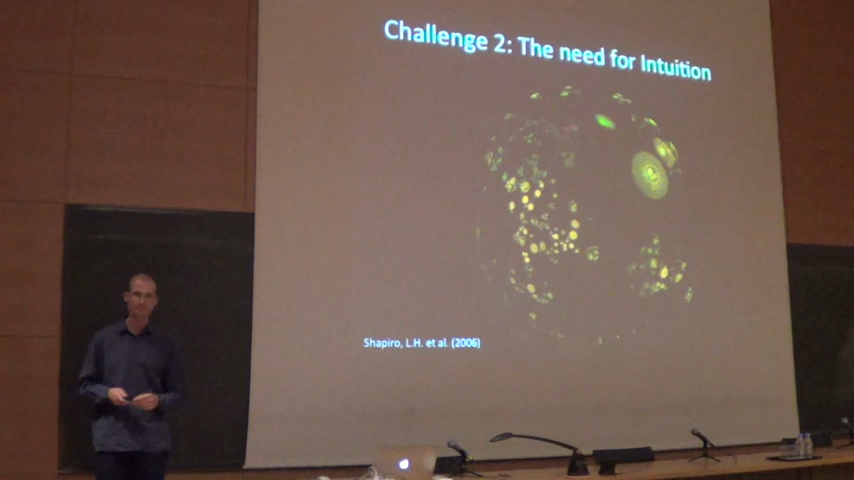 Challenge 2: The need for Intuition
Shapiro, L.H. et al. (2006)